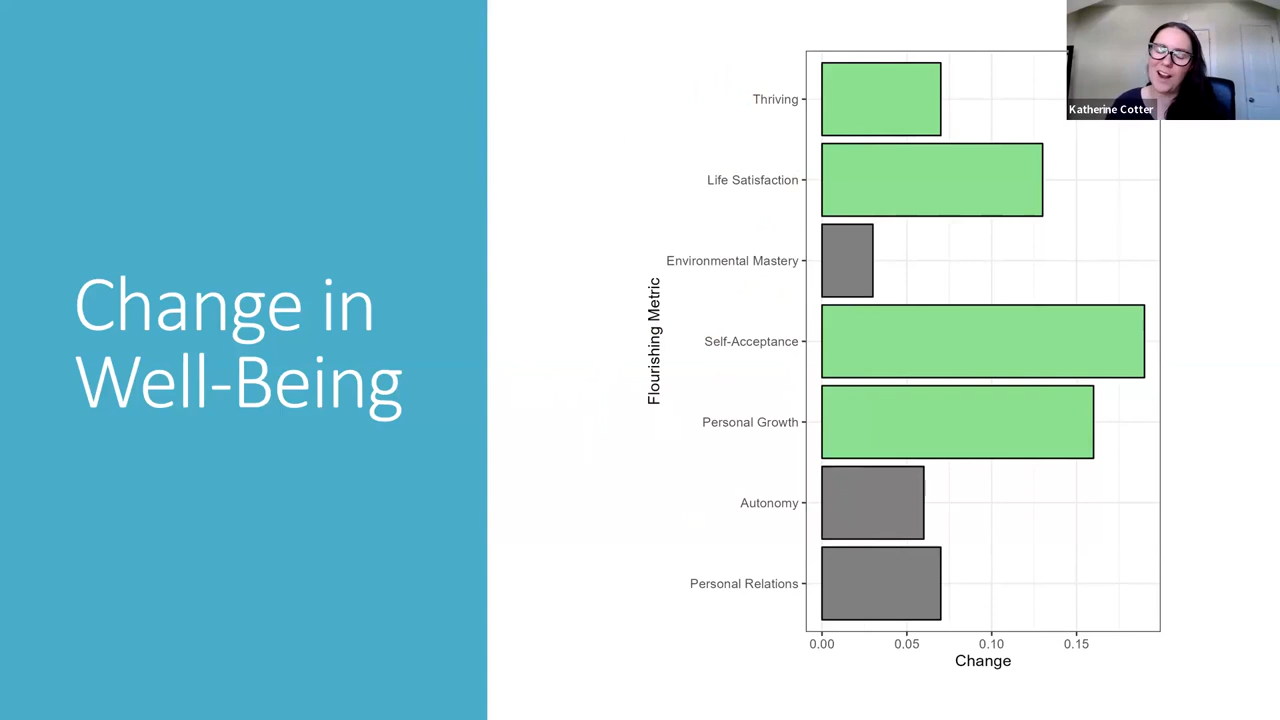 Change in
Well-Being
Katherine Cotter
Flourishing Metric
Thriving
Life Satisfaction
Environmental Mastery
Self-Acceptance
Personal Growth
Autonomy
Personal Relations
0.00 0.05 0.10 0.15
Change